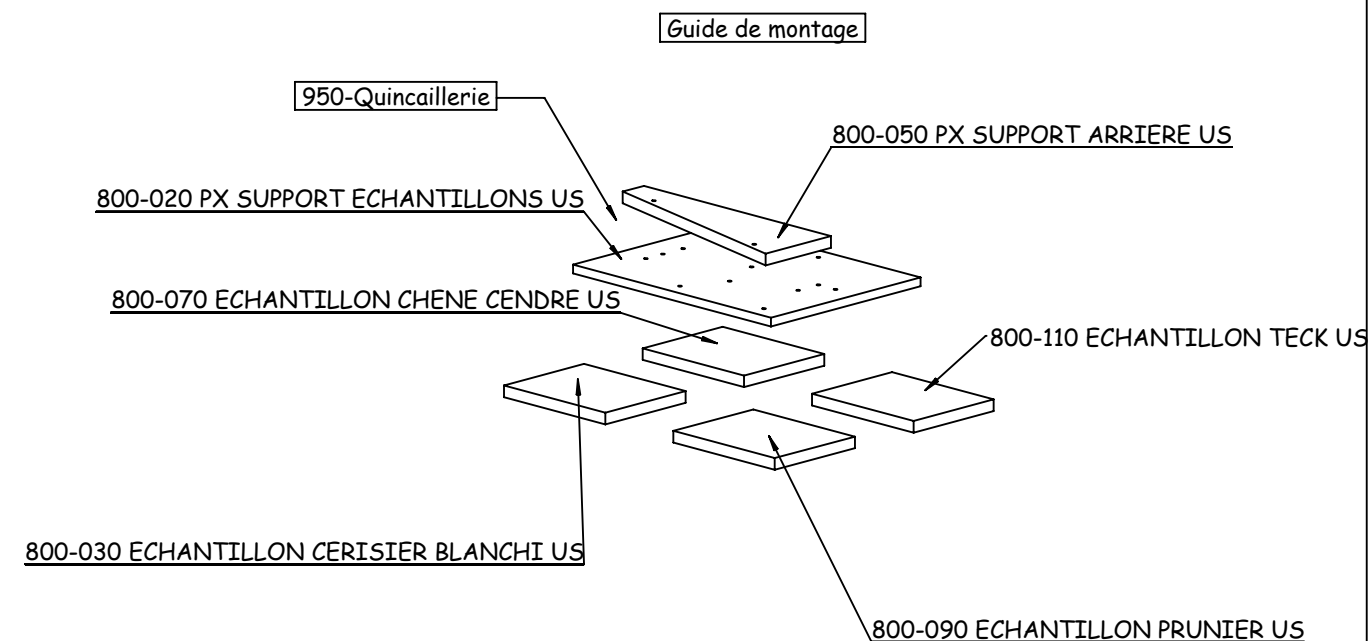 Guide de montage
950-Quincaillerie
800-050 PX SUPPORT ARRIERE US
800-020 PX SUPPORT ECHANTILLONS US
800-070 ECHANTILLON CHENE CENDRE US
800-110 ECHANTILLON TECK US
800-030 ECHANTILLON CERISIER BLANCHI US
800-090 ECHANTILLON PRUNIER US